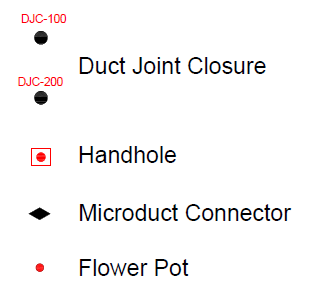 DJC-100
Duct Joint Closure
DJC-200
Handhole
Microduct Connector
Flower Pot